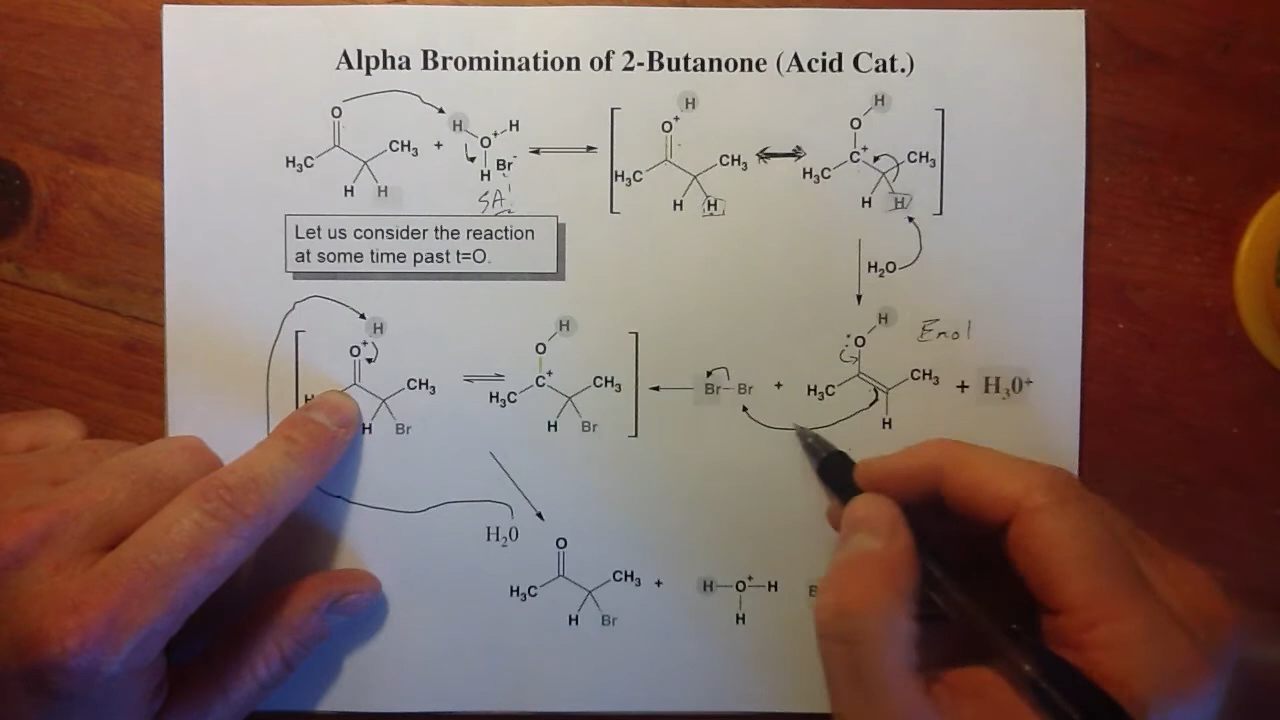 Alpha Bromination of 2-Butanone (Acid Cat.)
O H₃C CH₃ H H + H O⁺ H H Br⁻ H O⁺ H₃C CH₃ H H H O C⁺ H₃C CH₃ H H
SA!
Let us consider the reaction
at some time past t=O.
H₂O
H O⁺ CH₃ H Br H O C⁺ H₃C CH₃ H Br Br–Br + H :O H₃C CH₃ H + H₃0⁺
Enol
H₂0
O H₃C CH₃ H Br + H–O⁺–H H